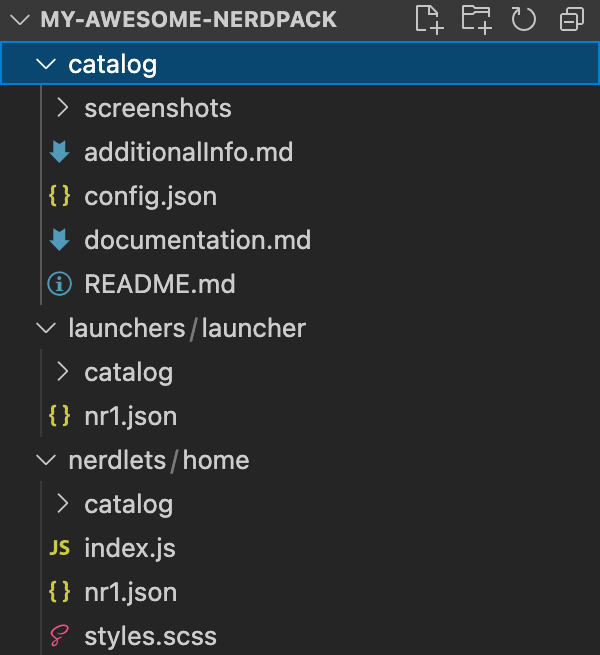 MY-AWESOME-NERDPACK
catalog
screenshots
additionalInfo.md
{} config.json
documentation.md
i README.md
launchers/launcher
catalog
{} nr1.json
nerdlets/home
catalog
JS index.js
{} nr1.json
styles.scss